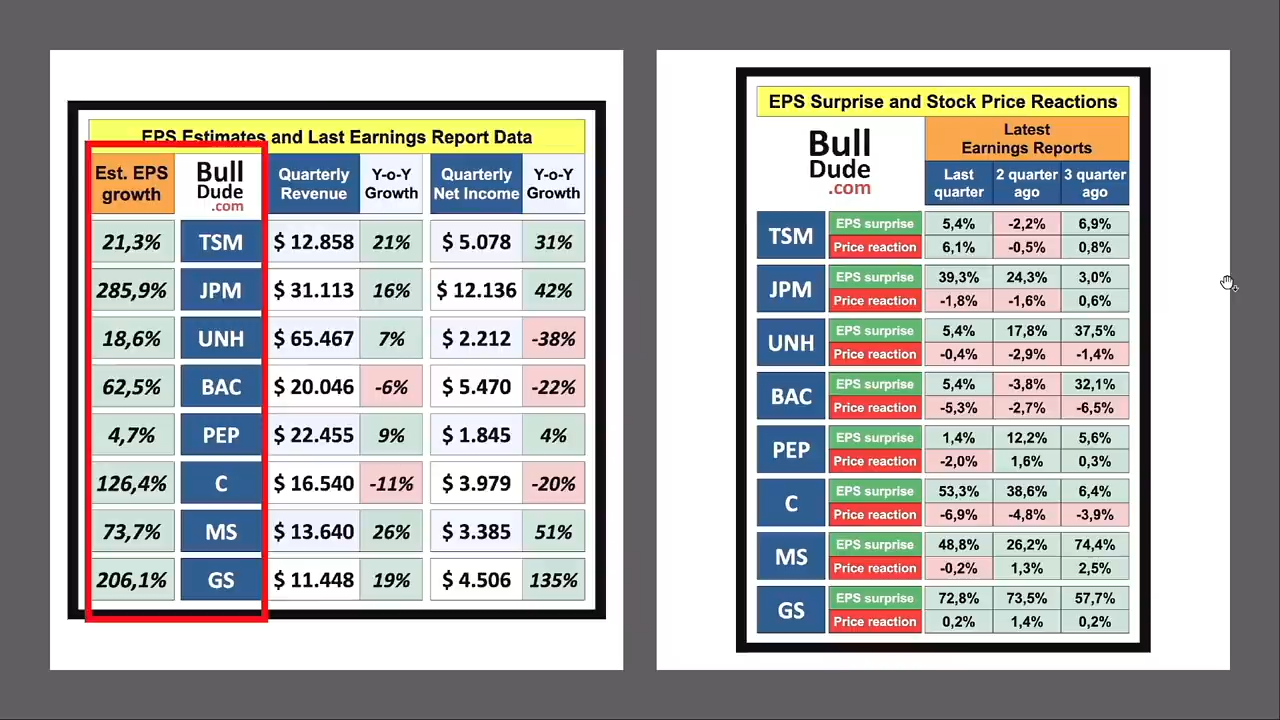 EPS Estimates and Last Earnings Report Data
Est. EPS
growth
Bull
Dude
.com
Quarterly
Revenue
Y-o-Y
Growth
Quarterly
Net Income
Y-o-Y
Growth
21,3% TSM $ 12.858 21% $ 5.078 31%
285,9% JPM $ 31.113 16% $ 12.136 42%
18,6% UNH $ 65.467 7% $ 2.212 -38%
62,5% BAC $ 20.046 -6% $ 5.470 -22%
4,7% PEP $ 22.455 9% $ 1.845 4%
126,4% C $ 16.540 -11% $ 3.979 -20%
73,7% MS $ 13.640 26% $ 3.385 51%
206,1% GS $ 11.448 19% $ 4.506 135%
EPS Surprise and Stock Price Reactions
Bull
Dude
.com
Latest
Earnings Reports
Last
quarter
2 quarter
ago
3 quarter
ago
TSM
EPS surprise 5,4% -2,2% 6,9%
Price reaction 6,1% -0,5% 0,8%
JPM
EPS surprise 39,3% 24,3% 3,0%
Price reaction -1,8% -1,6% 0,6%
UNH
EPS surprise 5,4% 17,8% 37,5%
Price reaction -0,4% -2,9% -1,4%
BAC
EPS surprise 5,4% -3,8% 32,1%
Price reaction -5,3% -2,7% -6,5%
PEP
EPS surprise 1,4% 12,2% 5,6%
Price reaction -2,0% 1,6% 0,3%
C
EPS surprise 53,3% 38,6% 6,4%
Price reaction -6,9% -4,8% -3,9%
MS
EPS surprise 48,8% 26,2% 74,4%
Price reaction -0,2% 1,3% 2,5%
GS
EPS surprise 72,8% 73,5% 57,7%
Price reaction 0,2% 1,4% 0,2%